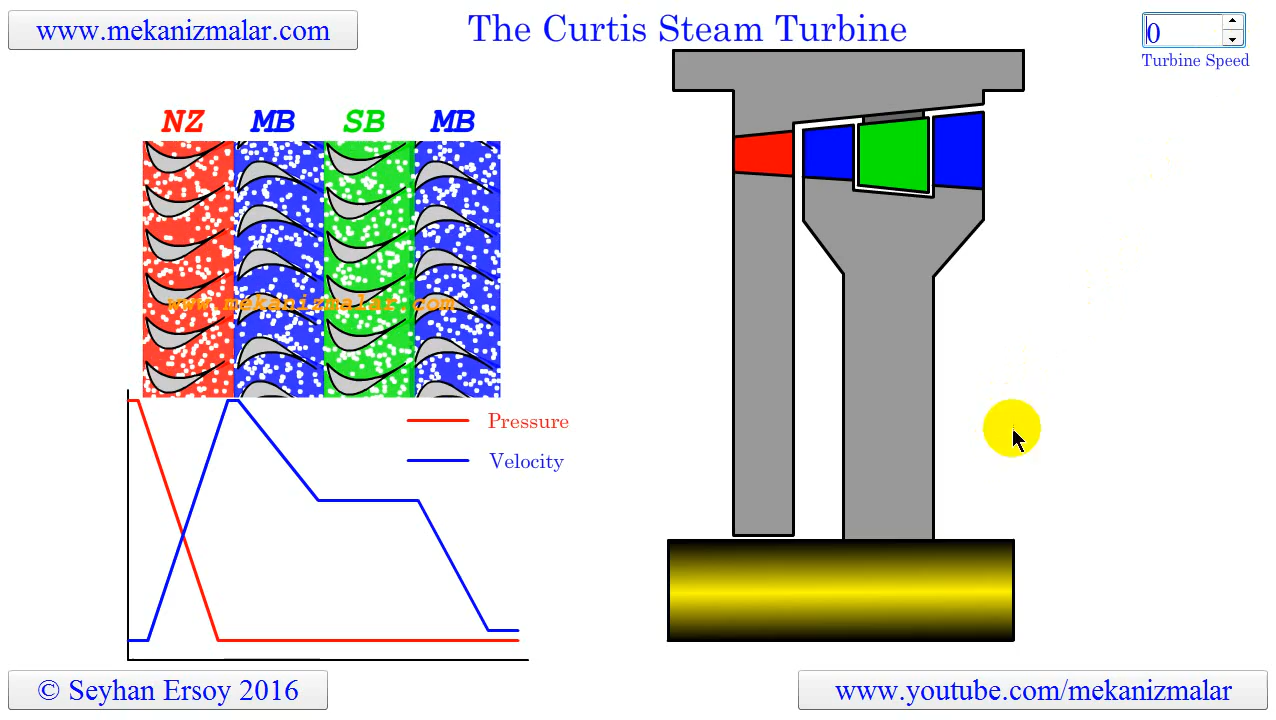 www.mekanizmalar.com
The Curtis Steam Turbine
0
Turbine Speed
NZ MB SB MB
www.mekanizmalar.com
Pressure
Velocity
© Seyhan Ersoy 2016
www.youtube.com/mekanizmalar